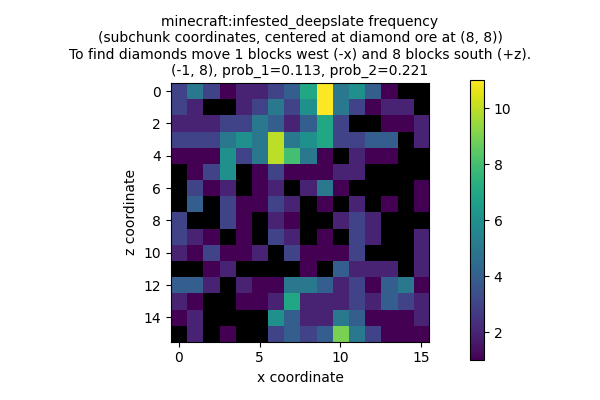 minecraft:infested_deepslate frequency
(subchunk coordinates, centered at diamond ore at (8, 8))
To find diamonds move 1 blocks west (-x) and 8 blocks south (+z).
(-1, 8), prob_1=0.113, prob_2=0.221
0
2
4
6
8
10
12
14
z coordinate
0
5
10
15
x coordinate
10
8
6
4
2